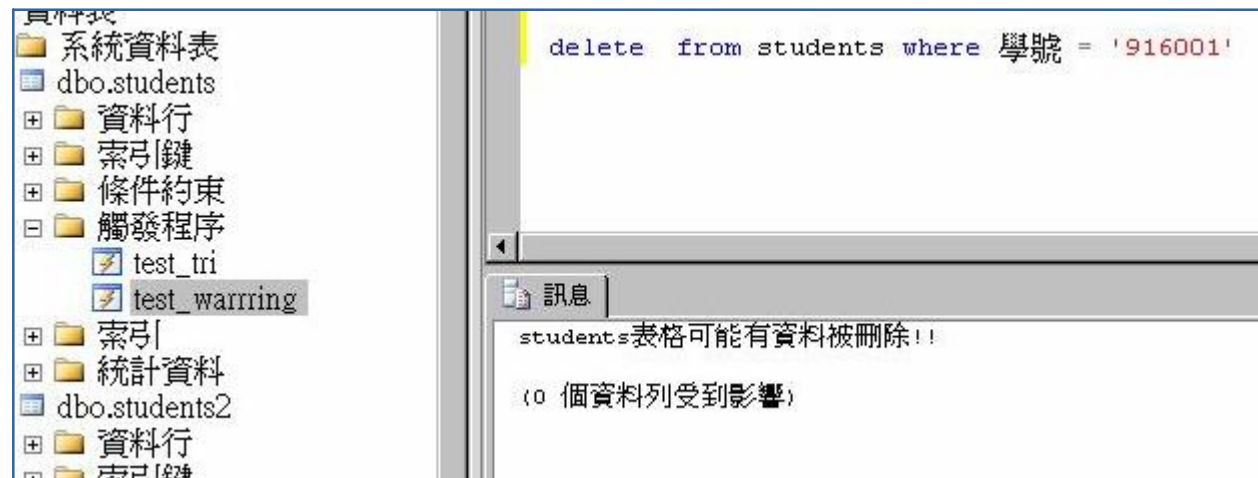 資料表
系統資料表
dbo.students
資料行
索引鍵
條件約束
觸發程序
test_tri
test_warrring
索引
統計資料
dbo.students2
資料行
索引鍵
delete from students where 學號 = '916001'
訊息
students表格可能有資料被刪除!!
(0 個資料列受到影響)